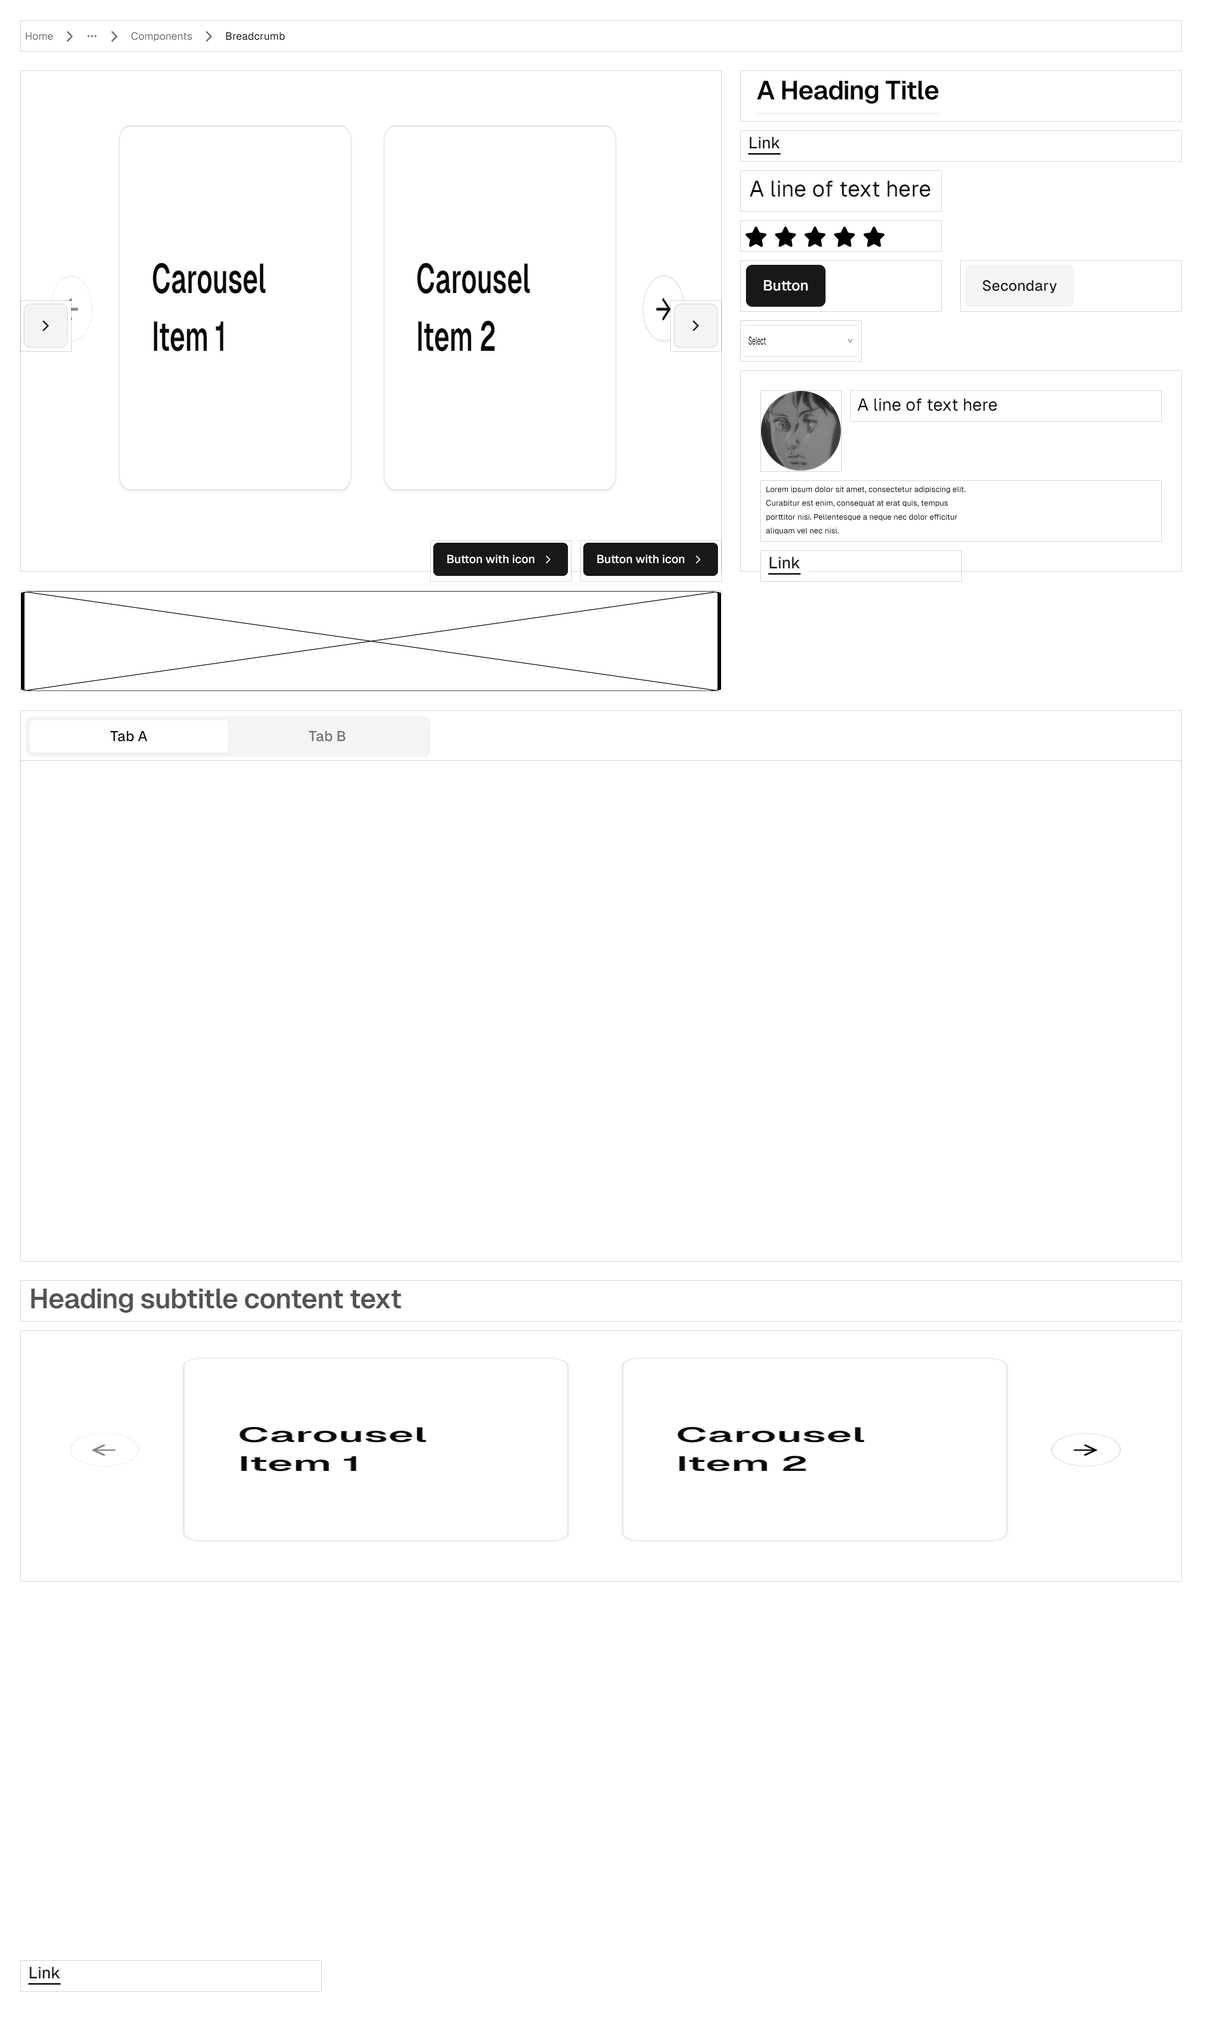 Home
Components
Breadcrumb
Carousel
Item 1
Carousel
Item 2
Button with icon
Button with icon
A Heading Title
Link
A line of text here
Button
Secondary
Select
A line of text here
Lorem ipsum dolor sit amet, consectetur adipiscing elit.
Curabitur est enim, consequat at erat quis, tempus
porttitor nisi. Pellentesque a neque nec dolor efficitur
aliquam vel nec nisi.
Link
Tab A
Tab B
Heading subtitle content text
Carousel
Item 1
Carousel
Item 2
Link